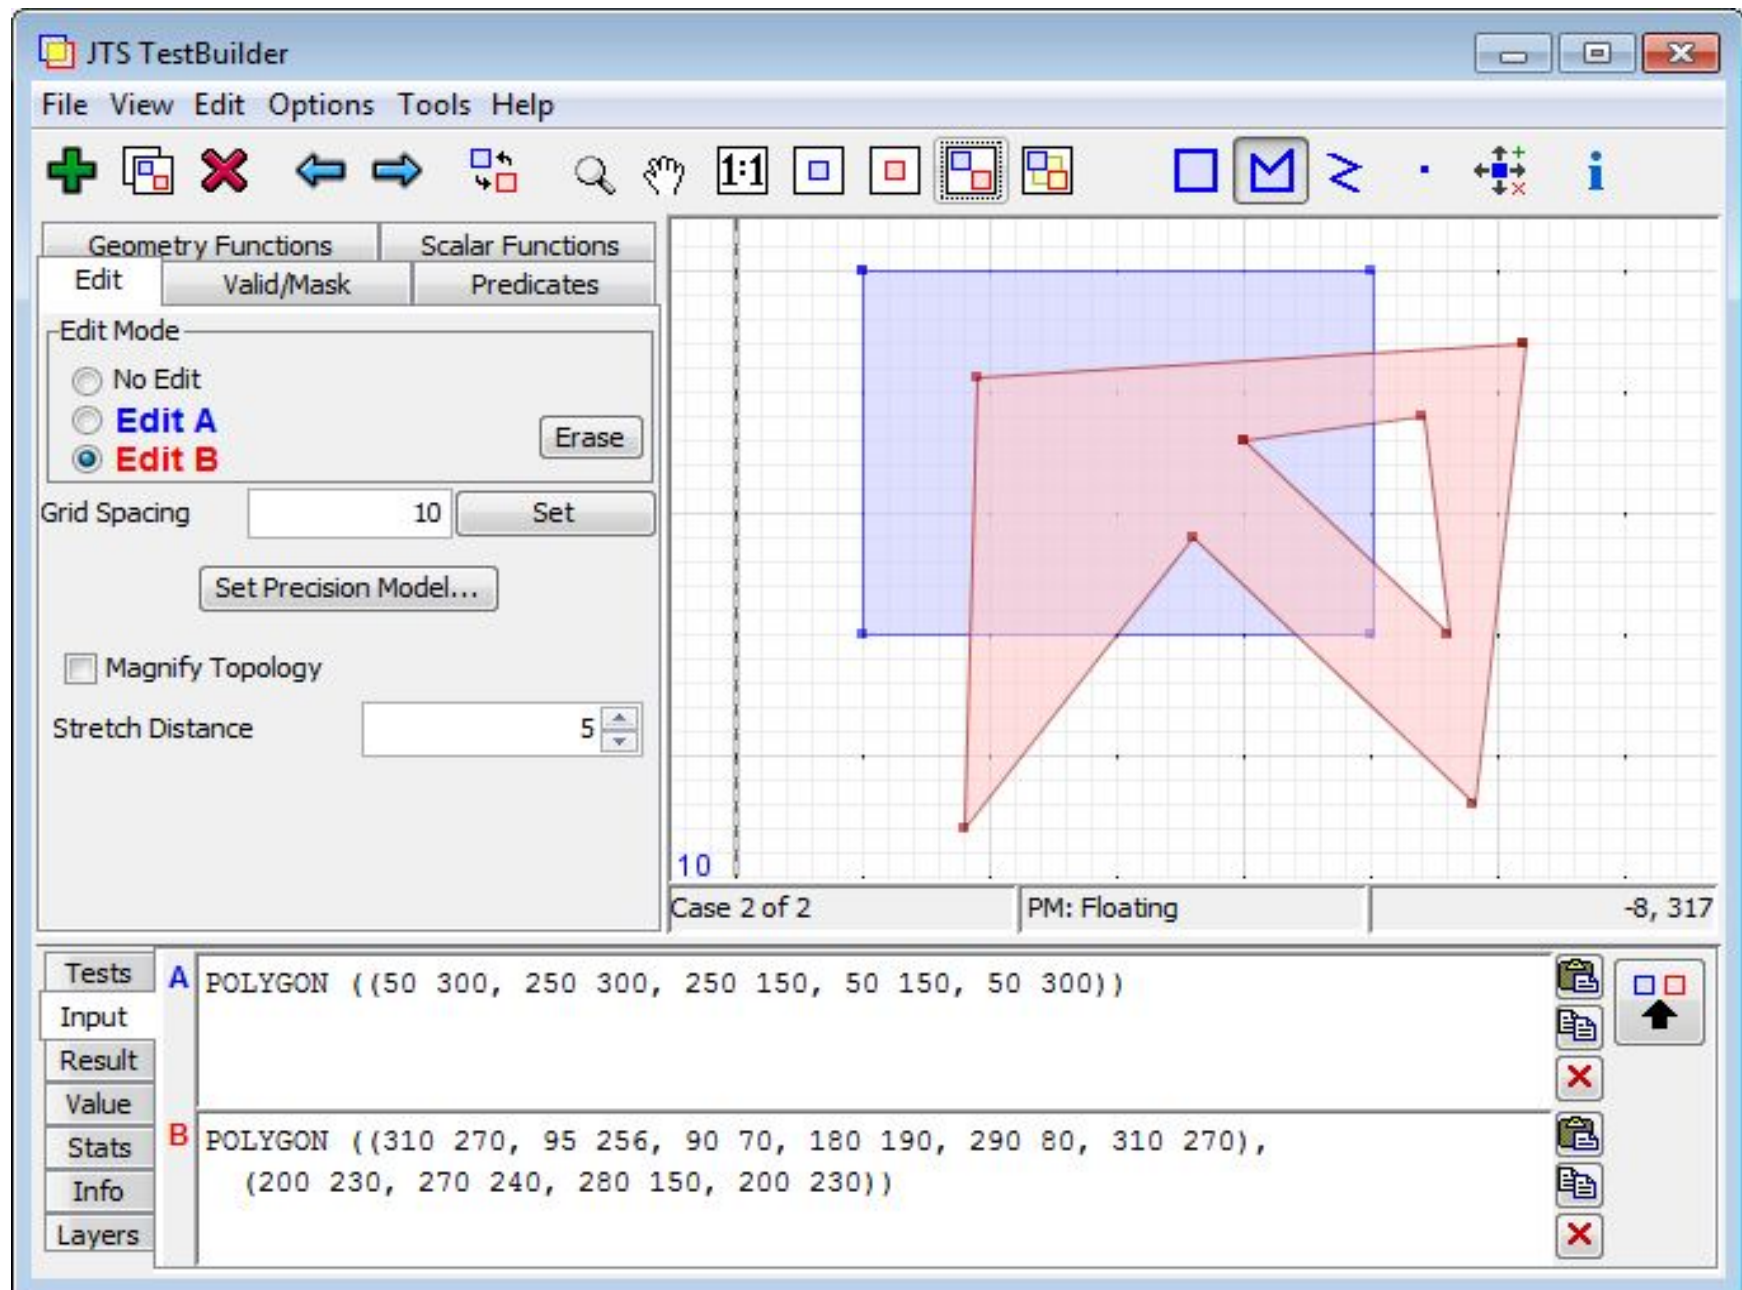 JTS TestBuilder
File View Edit Options Tools Help
1:1
i
Geometry Functions Scalar Functions
Edit Valid/Mask Predicates
Edit Mode
No Edit
Edit A
Edit B
Erase
Grid Spacing 10 Set
Set Precision Model...
Magnify Topology
Stretch Distance 5
10
Case 2 of 2 PM: Floating -8, 317
Tests
Input
Result
Value
Stats
Info
Layers
A POLYGON ((50 300, 250 300, 250 150, 50 150, 50 300))
B POLYGON ((310 270, 95 256, 90 70, 180 190, 290 80, 310 270),
(200 230, 270 240, 280 150, 200 230))